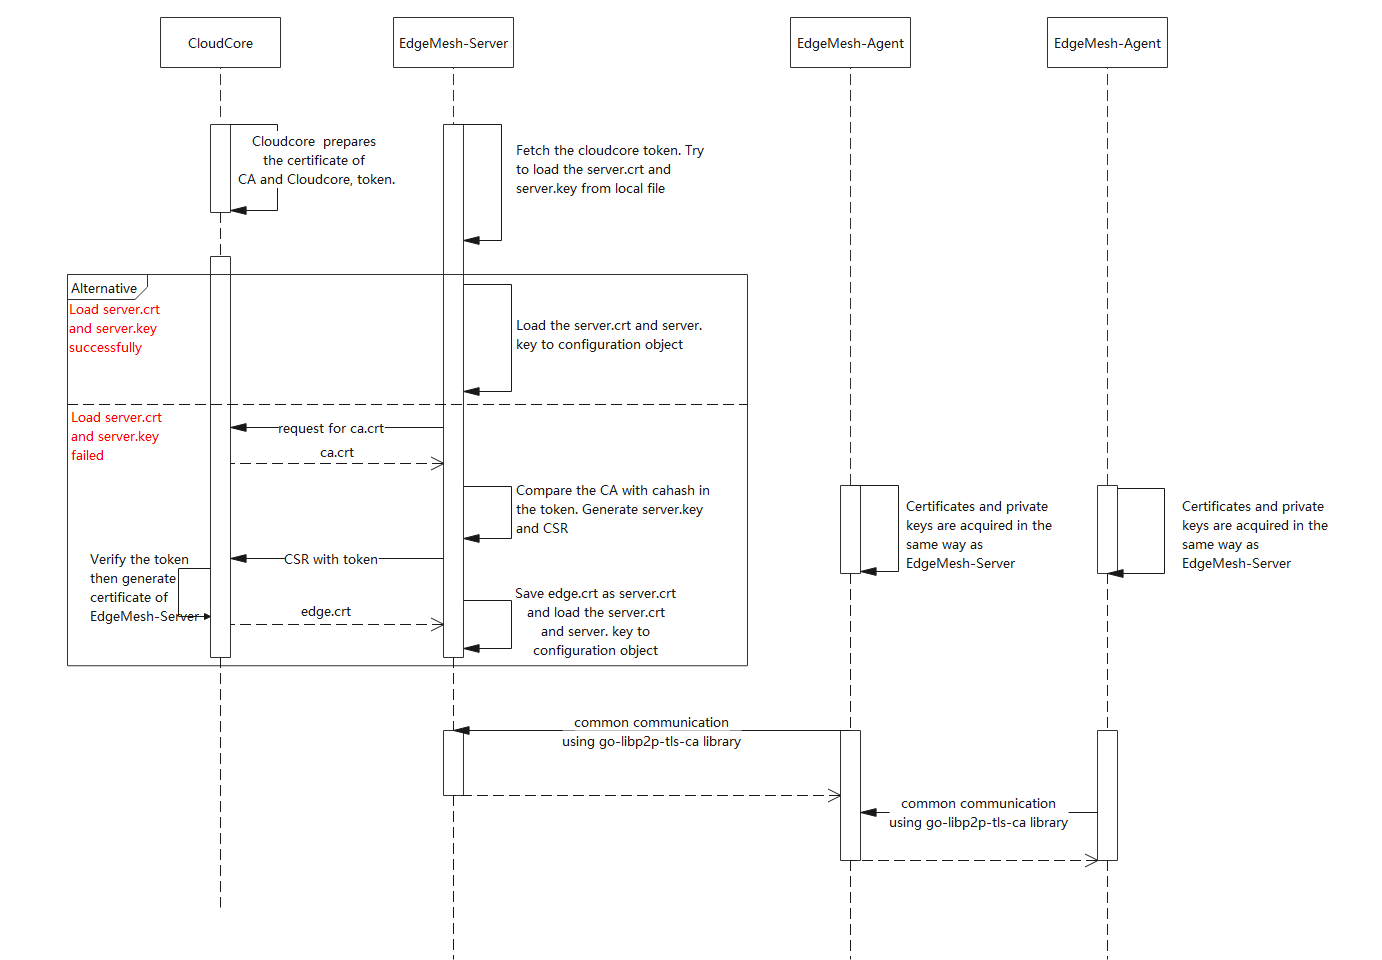 CloudCore
EdgeMesh-Server
EdgeMesh-Agent
EdgeMesh-Agent
Cloudcore prepares
the certificate of
CA and Cloudcore, token.
Fetch the cloudcore token. Try
to load the server.crt and
server.key from local file
Alternative
Load server.crt
and server.key
successfully
Load the server.crt and server.
key to configuration object
Load server.crt
and server.key
failed
request for ca.crt
ca.crt
Compare the CA with cahash in
the token. Generate server.key
and CSR
Certificates and private
keys are acquired in the
same way as
EdgeMesh-Server
Certificates and private
keys are acquired in the
same way as
EdgeMesh-Server
CSR with token
Verify the token
then generate
certificate of
EdgeMesh-Server
edge.crt
Save edge.crt as server.crt
and load the server.crt
and server. key to
configuration object
common communication
using go-libp2p-tls-ca library
common communication
using go-libp2p-tls-ca library